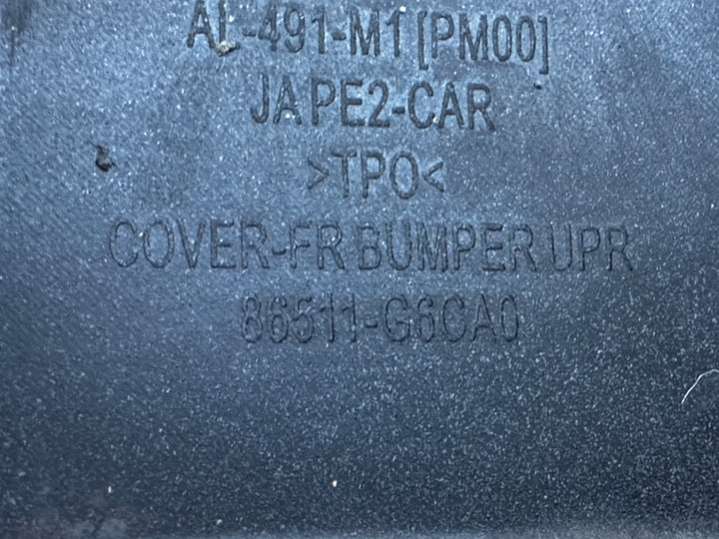 AL-491-M1 [PM00]
JA PE2-CAR
>TPO<
COVER-FR BUMPER UPR
86511-G6CA0